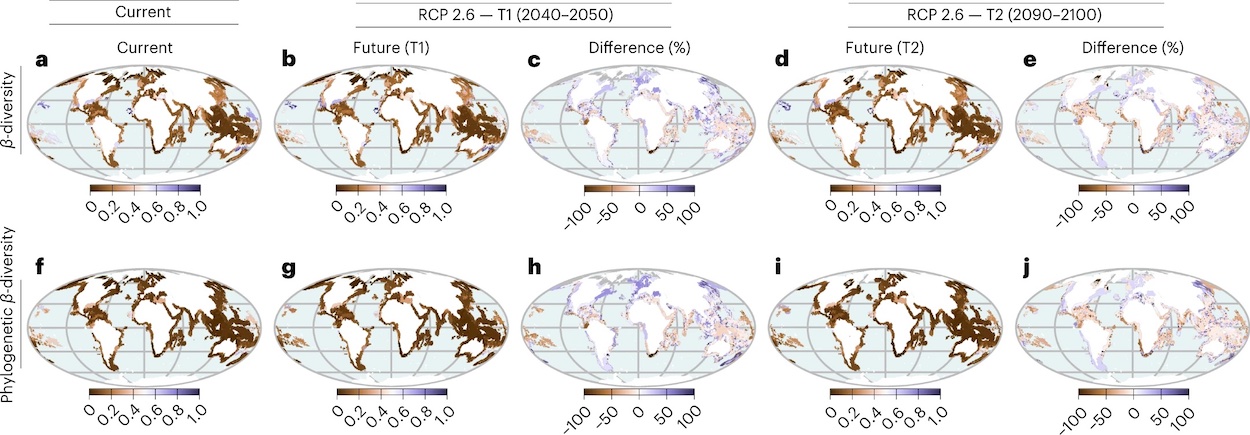 Current
RCP 2.6 — T1 (2040–2050)
RCP 2.6 — T2 (2090–2100)
Current
Future (T1)
Difference (%)
Future (T2)
Difference (%)
a
b
c
d
e
β-diversity
0 0.2 0.4 0.6 0.8 1.0
0 0.2 0.4 0.6 0.8 1.0
–100 –50 0 50 100
0 0.2 0.4 0.6 0.8 1.0
–100 –50 0 50 100
f
g
h
i
j
Phylogenetic β-diversity
0 0.2 0.4 0.6 0.8 1.0
0 0.2 0.4 0.6 0.8 1.0
–100 –50 0 50 100
0 0.2 0.4 0.6 0.8 1.0
–100 –50 0 50 100